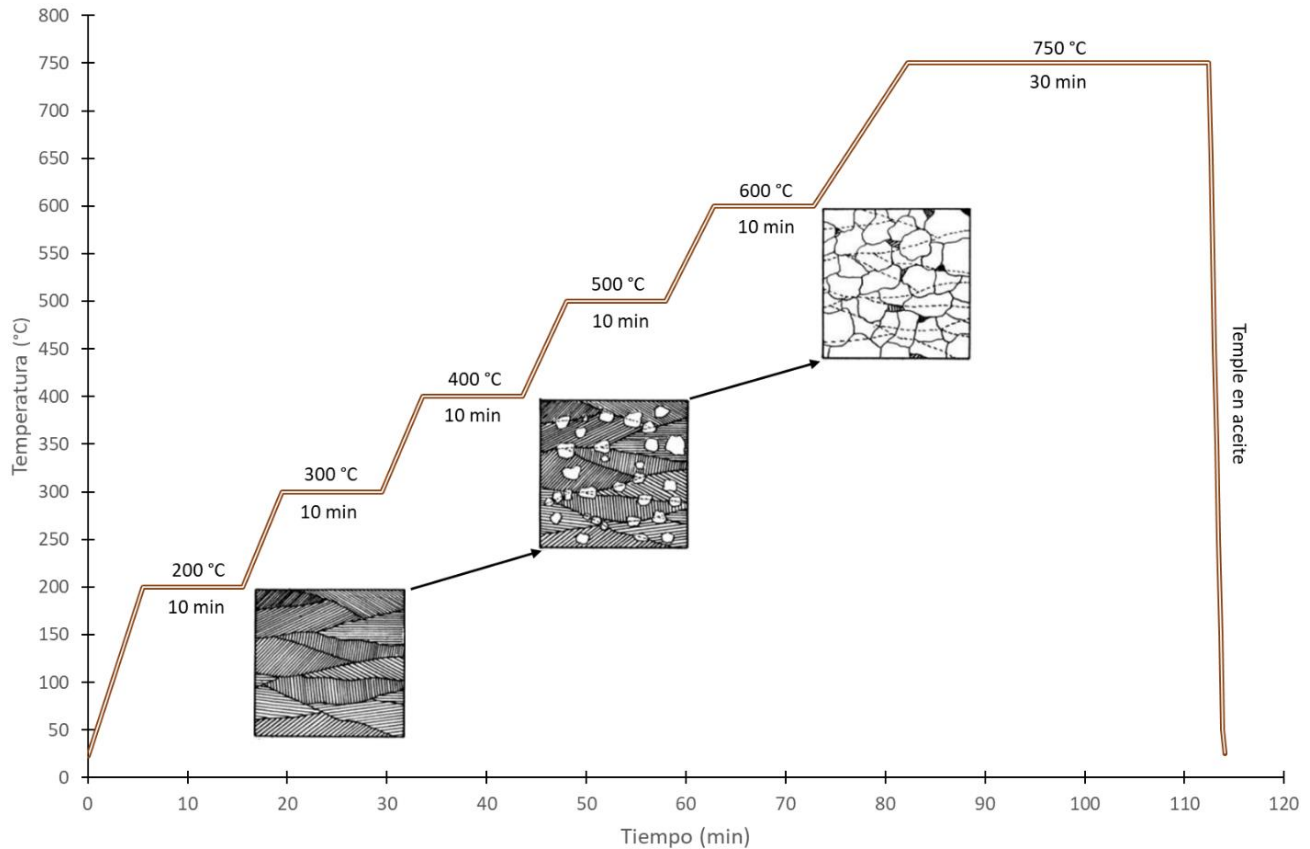 800
750
700
650
600
550
500
450
400
350
300
250
200
150
100
50
0
Temperatura (°C)
200 °C
10 min
300 °C
10 min
400 °C
10 min
500 °C
10 min
600 °C
10 min
750 °C
30 min
Temple en aceite
0 10 20 30 40 50 60 70 80 90 100 110 120
Tiempo (min)